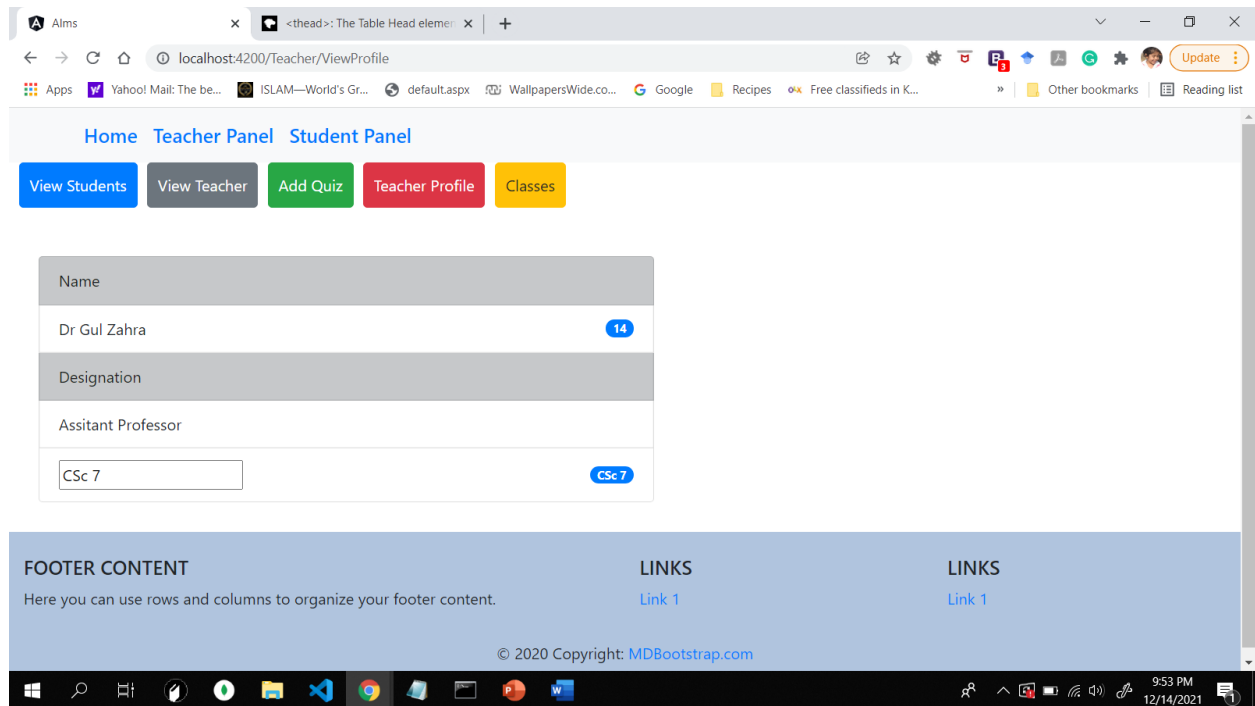 Alms
<thead>: The Table Head elemen
localhost:4200/Teacher/ViewProfile
3
Update
Apps
Yahoo! Mail: The be...
ISLAM—World's Gr...
default.aspx
WallpapersWide.co...
Google
Recipes
Free classifieds in K...
»
Other bookmarks
Reading list
Home Teacher Panel Student Panel
View Students View Teacher Add Quiz Teacher Profile Classes
Name
Dr Gul Zahra 14
Designation
Assitant Professor
CSc 7 CSc 7
FOOTER CONTENT LINKS LINKS
Here you can use rows and columns to organize your footer content. Link 1 Link 1
© 2020 Copyright: MDBootstrap.com
9:53 PM
12/14/2021
1